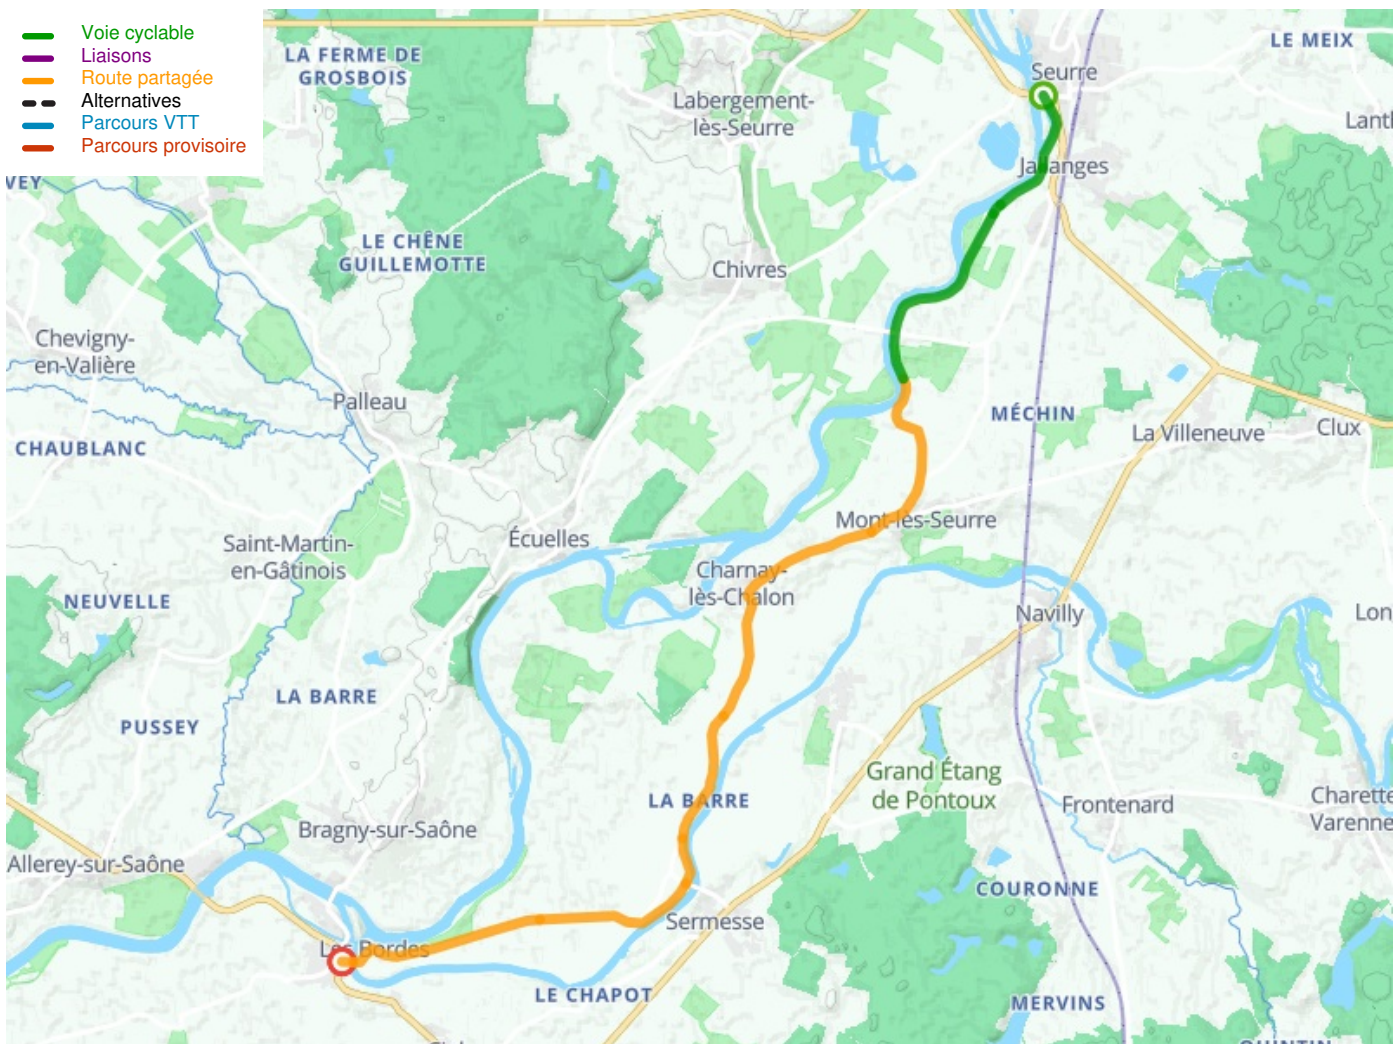 Voie cyclable
Liaisons
Route partagée
Alternatives
Parcours VTT
Parcours provisoire
LA FERME DE
GROSBOIS
LE MEIX
Seurre
Labergement-
lès-Seurre
Jallanges
VEY
LE CHÊNE
GUILLEMOTTE
Chivres
Chevigny-
en-Valière
Palleau
MÉCHIN
La Villeneuve
Clux
CHAUBLANC
Mont-lès-Seurre
Écuelles
Saint-Martin-
en-Gâtinois
Charnay-
lès-Chalon
NEUVELLE
Navilly
Lon
LA BARRE
PUSSEY
Grand Étang
de Pontoux
LA BARRE
Frontenard
Charette
Varenne
Bragny-sur-Saône
Allerey-sur-Saône
COURONNE
Sermesse
Les Bordes
LE CHAPOT
MERVINS